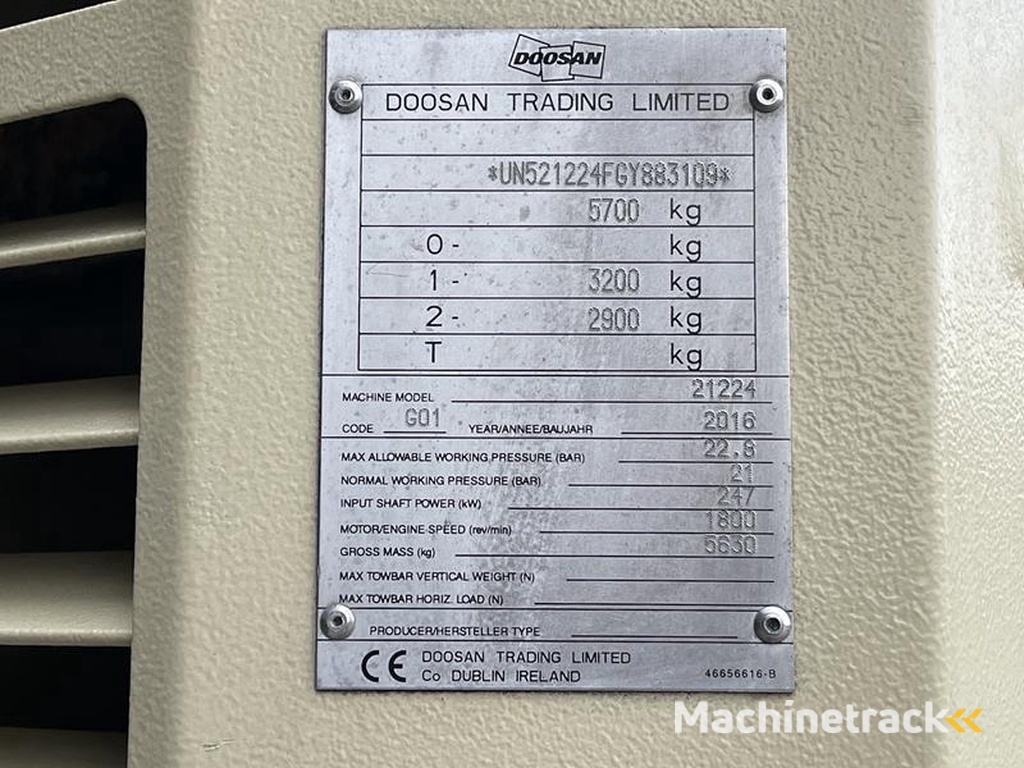 DOOSAN
DOOSAN TRADING LIMITED
*UN521224FGY883109*
5700 kg
0- kg
1- 3200 kg
2- 2900 kg
T kg
MACHINE MODEL 21224
CODE G01 YEAR/ANNEE/BAUJAHR 2016
MAX ALLOWABLE WORKING PRESSURE (BAR) 22.8
NORMAL WORKING PRESSURE (BAR) 21
INPUT SHAFT POWER (kW) 247
MOTOR/ENGINE SPEED (rev/min) 1800
GROSS MASS (kg) 5630
MAX TOWBAR VERTICAL WEIGHT (N)
MAX TOWBAR HORIZ. LOAD (N)
PRODUCER/HERSTELLER TYPE
CE DOOSAN TRADING LIMITED
Co DUBLIN IRELAND 46656616-B
Machinetrack